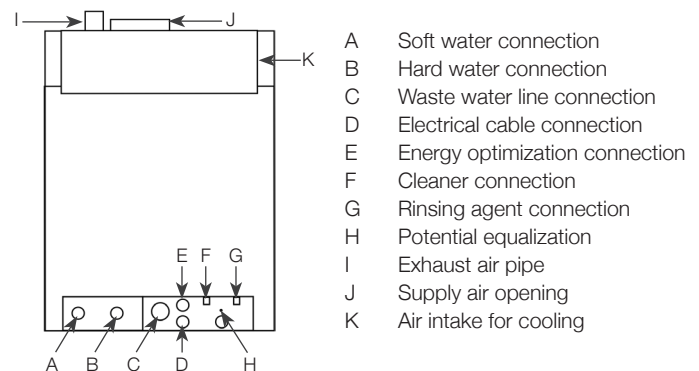 I
J
K
E F G
A B C D H
A Soft water connection
B Hard water connection
C Waste water line connection
D Electrical cable connection
E Energy optimization connection
F Cleaner connection
G Rinsing agent connection
H Potential equalization
I Exhaust air pipe
J Supply air opening
K Air intake for cooling